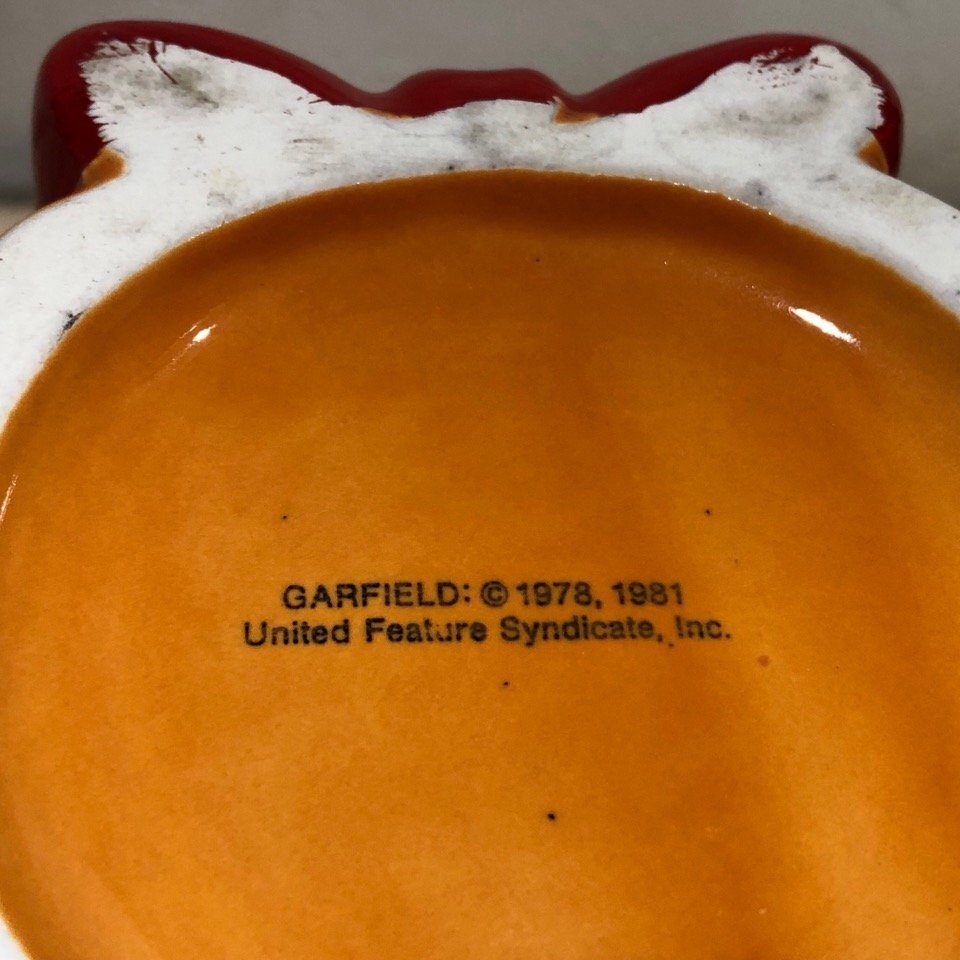 GARFIELD: © 1978, 1981
United Feature Syndicate, Inc.